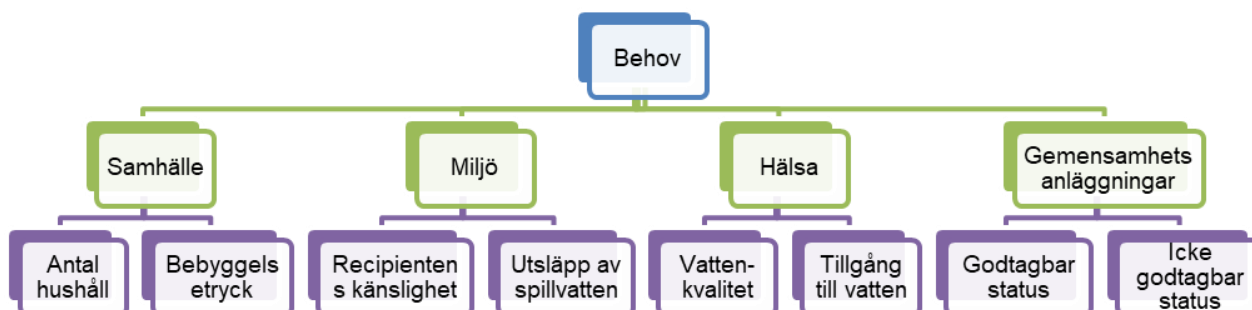 Behov
Samhälle
Miljö
Hälsa
Gemensamhets
anläggningar
Antal
hushåll
Bebyggels
etryck
Recipienten
s känslighet
Utsläpp av
spillvatten
Vatten-
kvalitet
Tillgång
till vatten
Godtagbar
status
Icke
godtagbar
status